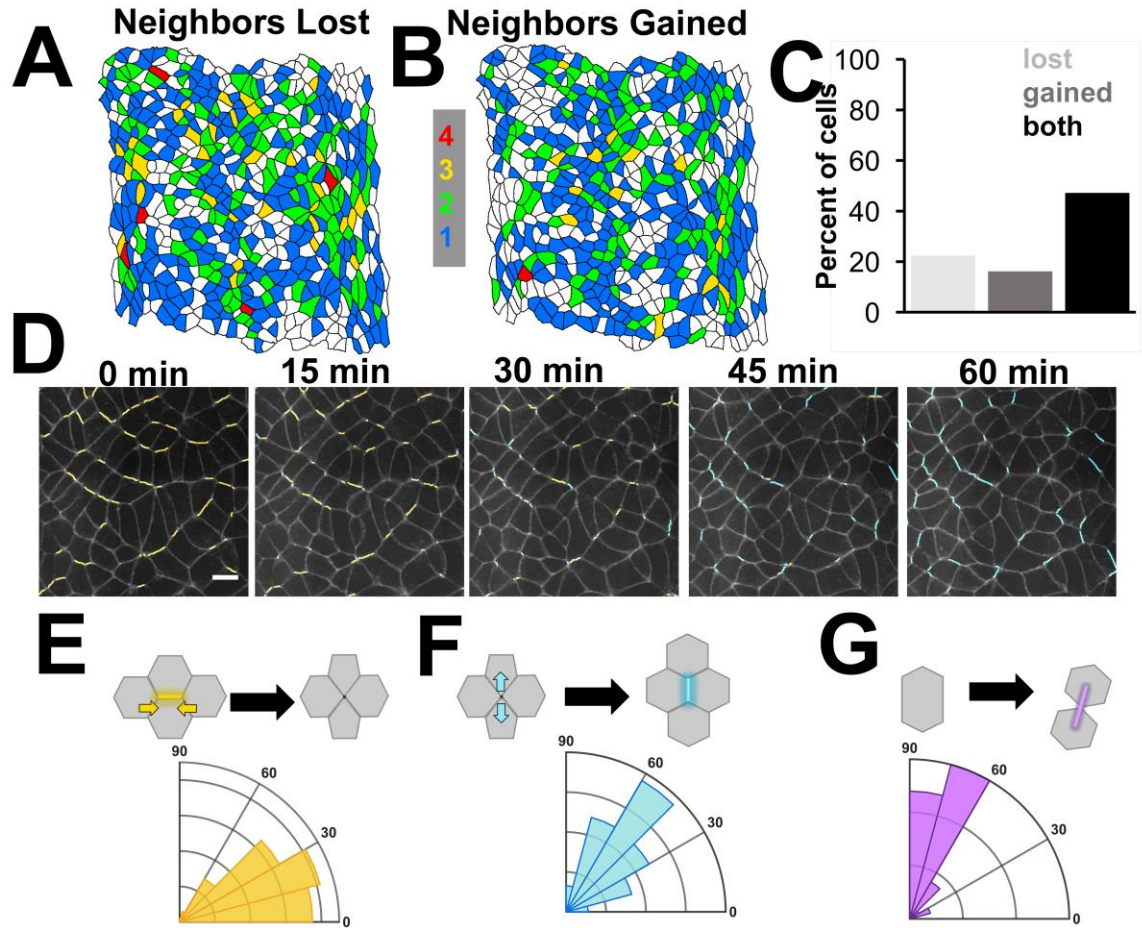 A
Neighbors Lost
B
Neighbors Gained
4
3
2
1
C
Percent of cells
100
80
60
40
20
0
lost
gained
both
D
0 min
15 min
30 min
45 min
60 min
E
90
60
30
0
F
90
60
30
0
G
90
60
30
0